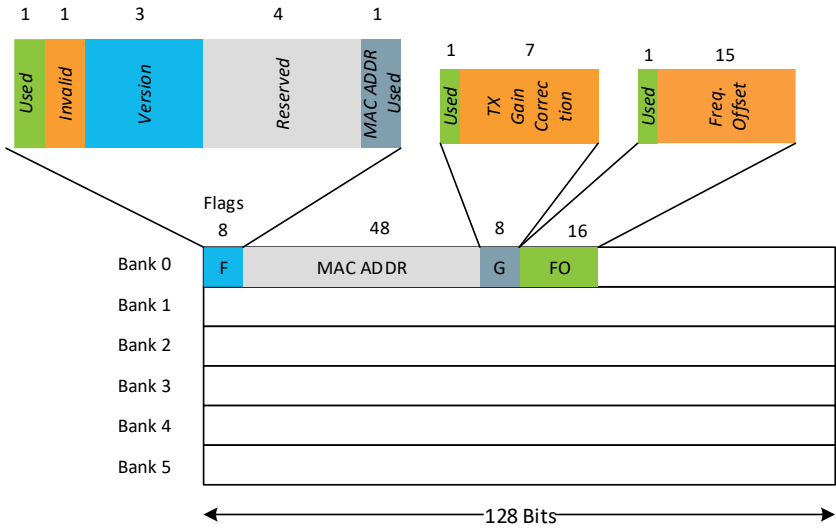 1 1 3 4 1
Used
Invalid
Version
Reserved
MAC ADDR
Used
1 7
Used
TX
Gain
Correc
tion
1 15
Used
Freq.
Offset
Flags
8 48 8 16
Bank 0 F MAC ADDR G FO
Bank 1
Bank 2
Bank 3
Bank 4
Bank 5
128 Bits